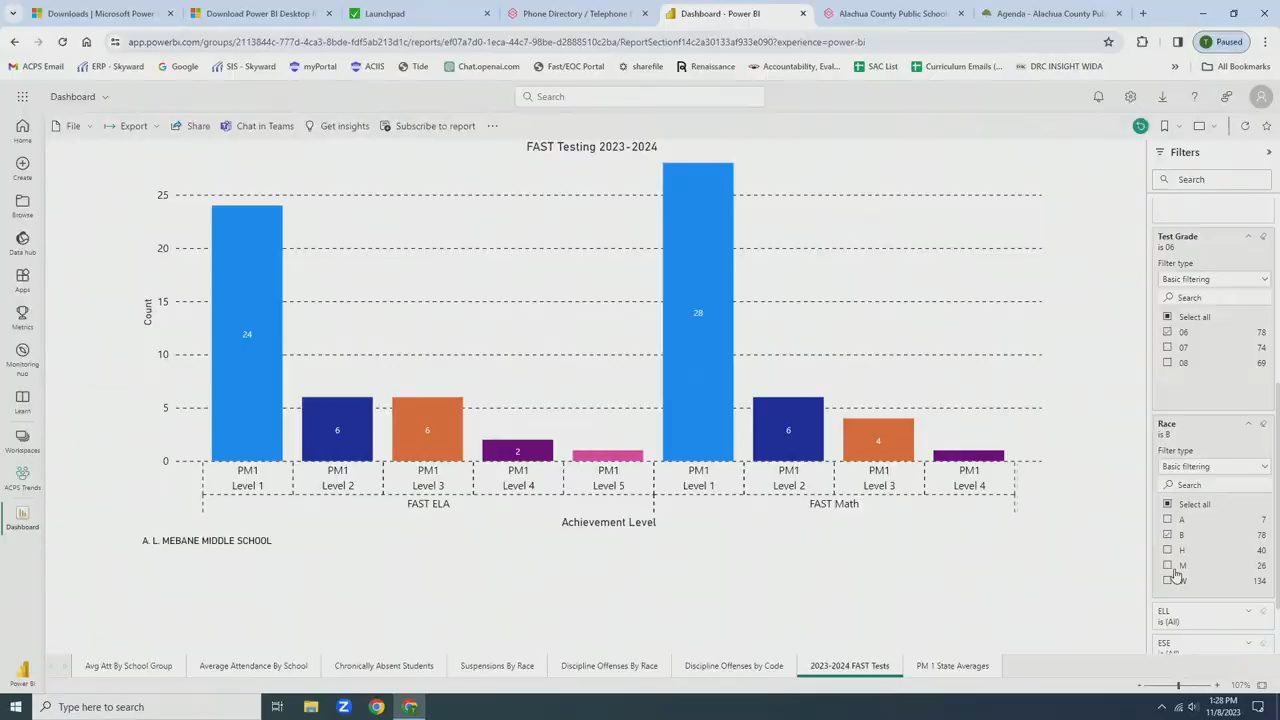 Downloads | Microsoft Power
Download Power BI Desktop f
Launchpad
Phone Directory / Telephone (
Dashboard - Power BI
Alachua County Public Schools
Agenda - Alachua County Pub
app.powerbi.com/groups/2113844c-777d-4ca3-8bde-fdf5ab213d1c/reports/ef07a7d0-1eca-44c7-98be-d2888510c2ba/ReportSectionf14c2a30133af933e090?experience=power-bi
T
Paused
ACPS Email
ERP - Skyward
Google
SIS - Skyward
myPortal
ACIIS
Tide
Chat.openai.com
Fast/EOC Portal
sharefile
Renaissance
Accountability, Eval...
SAC List
Curriculum Emails (...
DRC INSIGHT WIDA
All Bookmarks
Dashboard
Search
File
Export
Share
Chat in Teams
Get insights
Subscribe to report
Home
Create
Browse
Data hub
Apps
Metrics
Monitoring
hub
Learn
Workspaces
ACPS Trends
Dashboard
Power BI
FAST Testing 2023-2024
Count
25
20
15
10
5
0
24
6
6
2
28
6
4
PM1 PM1 PM1 PM1 PM1 PM1 PM1 PM1 PM1
Level 1 Level 2 Level 3 Level 4 Level 5 Level 1 Level 2 Level 3 Level 4
FAST ELA FAST Math
Achievement Level
A. L. MEBANE MIDDLE SCHOOL
Filters
Search
Test Grade
is 06
Filter type
Basic filtering
Search
Select all
06 78
07 74
08 69
Race
is B
Filter type
Basic filtering
Search
Select all
A 7
B 78
H 40
M 26
W 134
ELL
is (All)
ESE
Avg Att By School Group
Average Attendance By School
Chronically Absent Students
Suspensions By Race
Discipline Offenses By Race
Discipline Offenses by Code
2023-2024 FAST Tests
PM 1 State Averages
107%
Type here to search
1:28 PM
11/8/2023